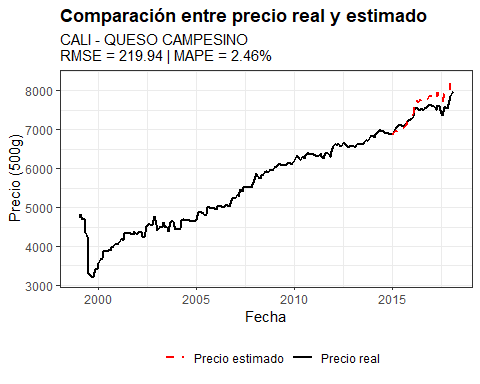 Comparación entre precio real y estimado
CALI - QUESO CAMPESINO
RMSE = 219.94 | MAPE = 2.46%
Precio (500g)
8000
7000
6000
5000
4000
3000
2000 2005 2010 2015
Fecha
Precio estimado Precio real